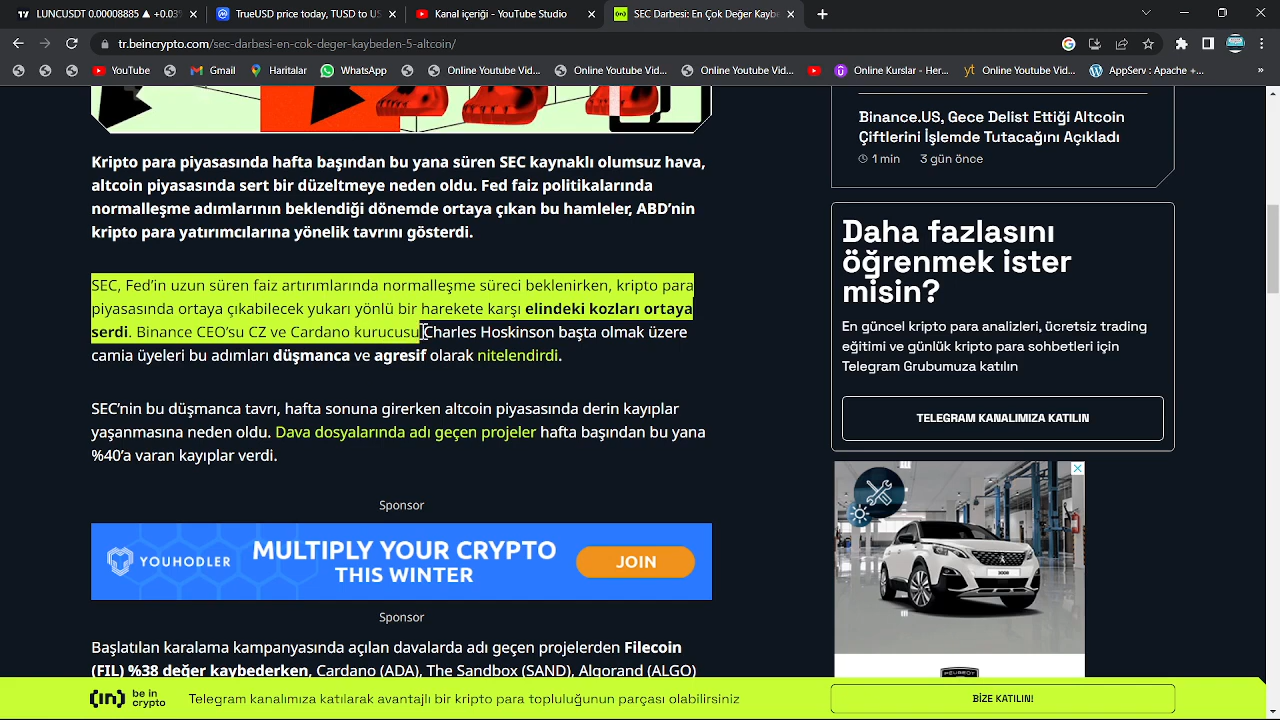 LUNCUSDT 0.00008885 ▲ +0.03
TrueUSD price today, TUSD to US
Kanal içeriği - YouTube Studio
SEC Darbesi: En Çok Değer Kaybe
tr.beincrypto.com/sec-darbesi-en-cok-deger-kaybeden-5-altcoin/
YouTube
Gmail
Haritalar
WhatsApp
Online Youtube Vid...
Online Youtube Vid...
Online Youtube Vid...
Online Kurslar - Her...
Online Youtube Vid...
AppServ : Apache +...
»
Kripto para piyasasında hafta başından bu yana süren SEC kaynaklı olumsuz hava,
altcoin piyasasında sert bir düzeltmeye neden oldu. Fed faiz politikalarında
normalleşme adımlarının beklendiği dönemde ortaya çıkan bu hamleler, ABD'nin
kripto para yatırımcılarına yönelik tavrını gösterdi.
SEC, Fed'in uzun süren faiz artırımlarında normalleşme süreci beklenirken, kripto para
piyasasında ortaya çıkabilecek yukarı yönlü bir harekete karşı elindeki kozları ortaya
serdi. Binance CEO'su CZ ve Cardano kurucusu Charles Hoskinson başta olmak üzere
camia üyeleri bu adımları düşmanca ve agresif olarak nitelendirdi.
SEC'nin bu düşmanca tavrı, hafta sonuna girerken altcoin piyasasında derin kayıplar
yaşanmasına neden oldu. Dava dosyalarında adı geçen projeler hafta başından bu yana
%40'a varan kayıplar verdi.
Sponsor
YOUHODLER
MULTIPLY YOUR CRYPTO
THIS WINTER
JOIN
Sponsor
Başlatılan karalama kampanyasında açılan davalarda adı geçen projelerden Filecoin
(FIL) %38 değer kaybederken, Cardano (ADA), The Sandbox (SAND), Algorand (ALGO)
Binance.US, Gece Delist Ettiği Altcoin
Çiftlerini İşlemde Tutacağını Açıkladı
1 min 3 gün önce
Daha fazlasını
öğrenmek ister
misin?
En güncel kripto para analizleri, ücretsiz trading
eğitimi ve günlük kripto para sohbetleri için
Telegram Grubumuza katılın
TELEGRAM KANALIMIZA KATILIN
3008
PEUGEOT
(in) be in
crypto
Telegram kanalımıza katılarak avantajlı bir kripto para topluluğunun parçası olabilirsiniz
BİZE KATILIN!